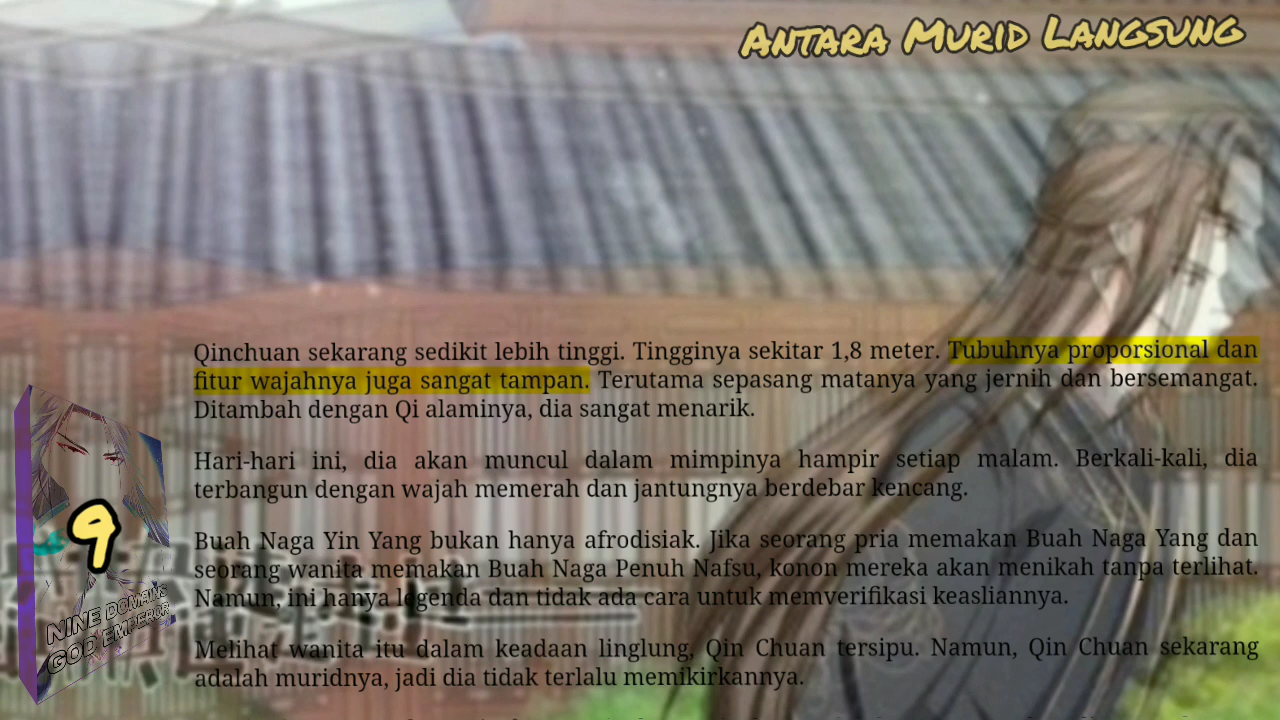 Antara Murid Langsung
Qinchuan sekarang sedikit lebih tinggi. Tingginya sekitar 1,8 meter. Tubuhnya proporsional dan
fitur wajahnya juga sangat tampan. Terutama sepasang matanya yang jernih dan bersemangat.
Ditambah dengan Qi alaminya, dia sangat menarik.
Hari-hari ini, dia akan muncul dalam mimpinya hampir setiap malam. Berkali-kali, dia
terbangun dengan wajah memerah dan jantungnya berdebar kencang.
Buah Naga Yin Yang bukan hanya afrodisiak. Jika seorang pria memakan Buah Naga Yang dan
seorang wanita memakan Buah Naga Penuh Nafsu, konon mereka akan menikah tanpa terlihat.
Namun, ini hanya legenda dan tidak ada cara untuk memverifikasi keasliannya.
Melihat wanita itu dalam keadaan linglung, Qin Chuan tersipu. Namun, Qin Chuan sekarang
adalah muridnya, jadi dia tidak terlalu memikirkannya.
9
NINE DOMAINS
GOD EMPEROR